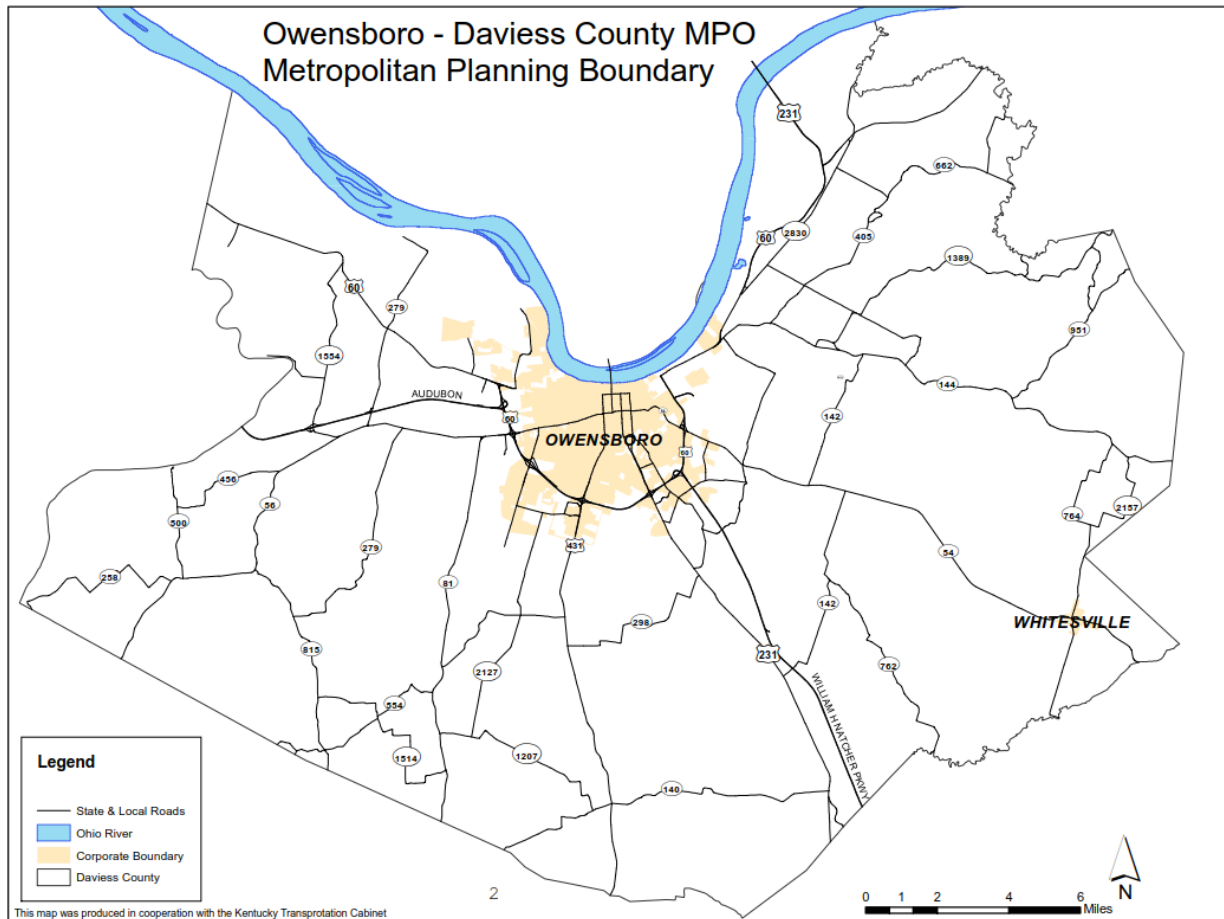 Owensboro - Daviess County MPO
Metropolitan Planning Boundary
231
662
60
2830
405
1389
60
279
951
1554
144
AUDUBON
142
60
OWENSBORO
60
456
56
500
764
2157
279
431
54
258
81
142
298
WHITESVILLE
815
231
762
2127
WILLIAM H NATCHER PKWY
554
1514
1207
140
Legend
State & Local Roads
Ohio River
Corporate Boundary
Daviess County
2
N
0 1 2 4 6
Miles
This map was produced in cooperation with the Kentucky Transprotation Cabinet